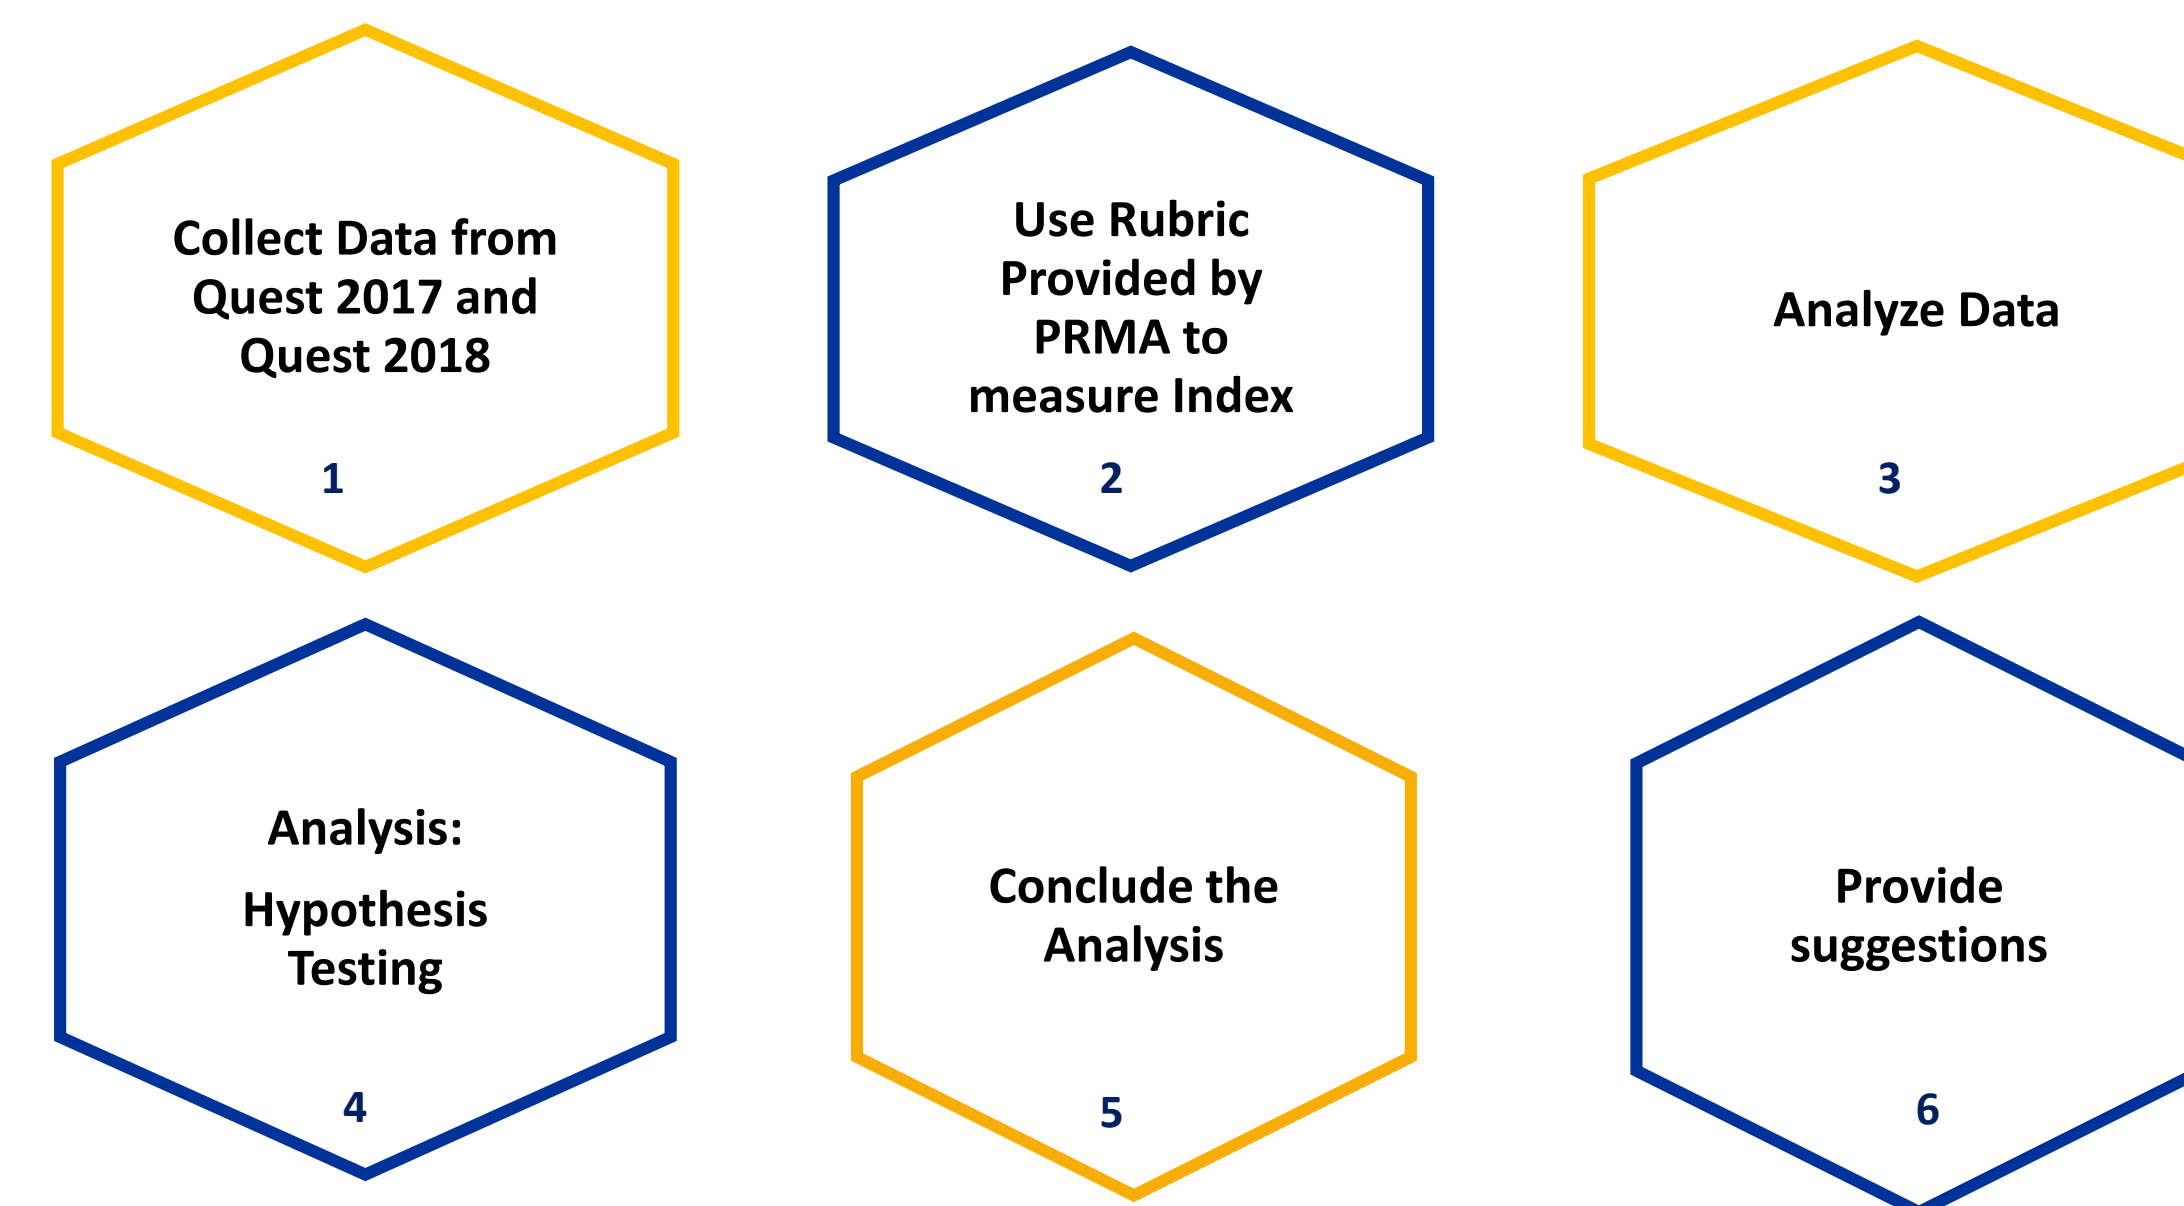 Collect Data from
Quest 2017 and
Quest 2018
1
Use Rubric
Provided by
PRMA to
measure Index
2
Analyze Data
3
Analysis:
Hypothesis
Testing
4
Conclude the
Analysis
5
Provide
suggestions
6